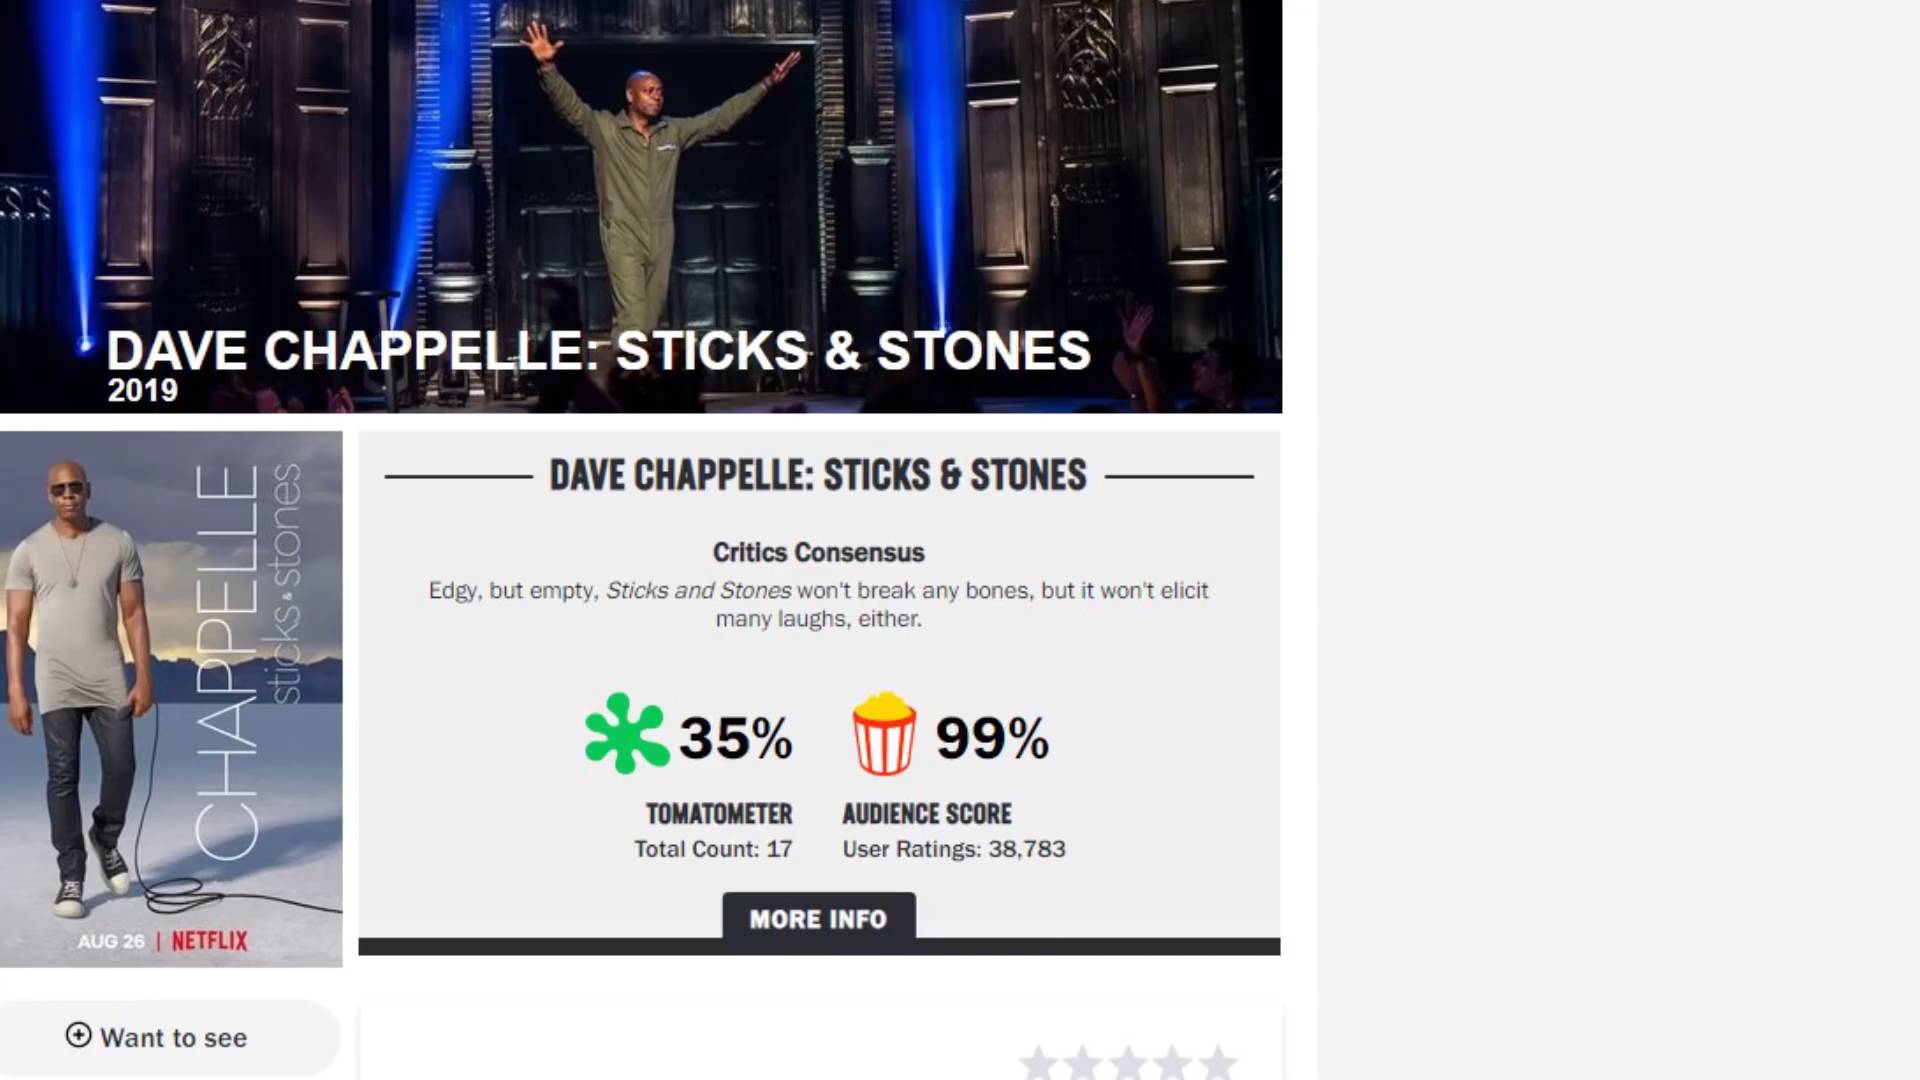 DAVE CHAPPELLE: STICKS & STONES
2019
CHAPPELLE
sticks & stones
AUG 26 | NETFLIX
DAVE CHAPPELLE: STICKS & STONES
Critics Consensus
Edgy, but empty, Sticks and Stones won't break any bones, but it won't elicit
many laughs, either.
35% 99%
TOMATOMETER AUDIENCE SCORE
Total Count: 17 User Ratings: 38,783
MORE INFO
Want to see